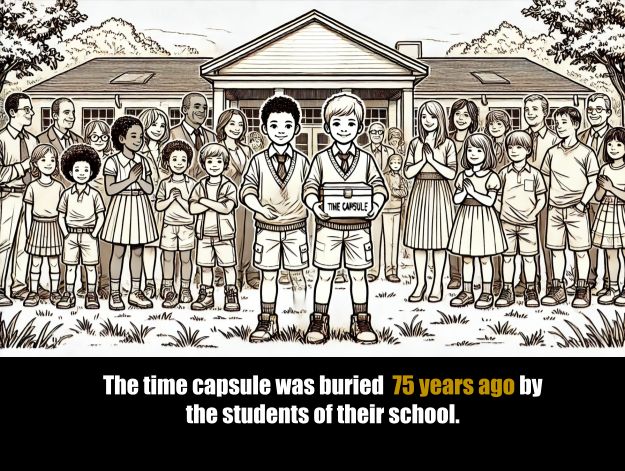 TIME CAPSULE
The time capsule was buried 75 years ago by
the students of their school.